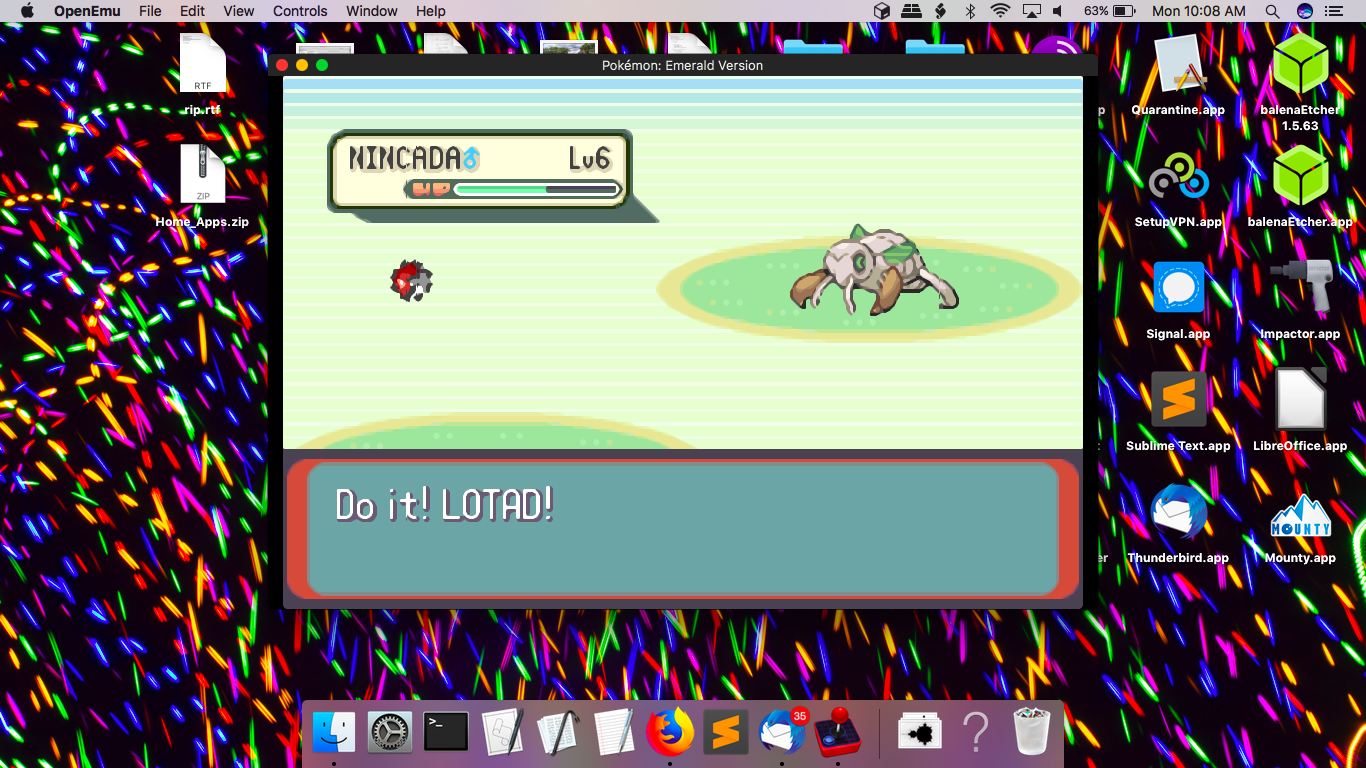 OpenEmu File Edit View Controls Window Help 63% Mon 10:08 AM
Pokémon: Emerald Version
RTF
rip.rtf
ZIP
Home_Apps.zip
NINCADA♂ Lv6
Do it! LOTAD!
Quarantine.app
balenaEtcher
1.5.63
SetupVPN.app
balenaEtcher.app
Signal.app
Impactor.app
Sublime Text.app
LibreOffice.app
MOUNTY
Thunderbird.app
Mounty.app
35